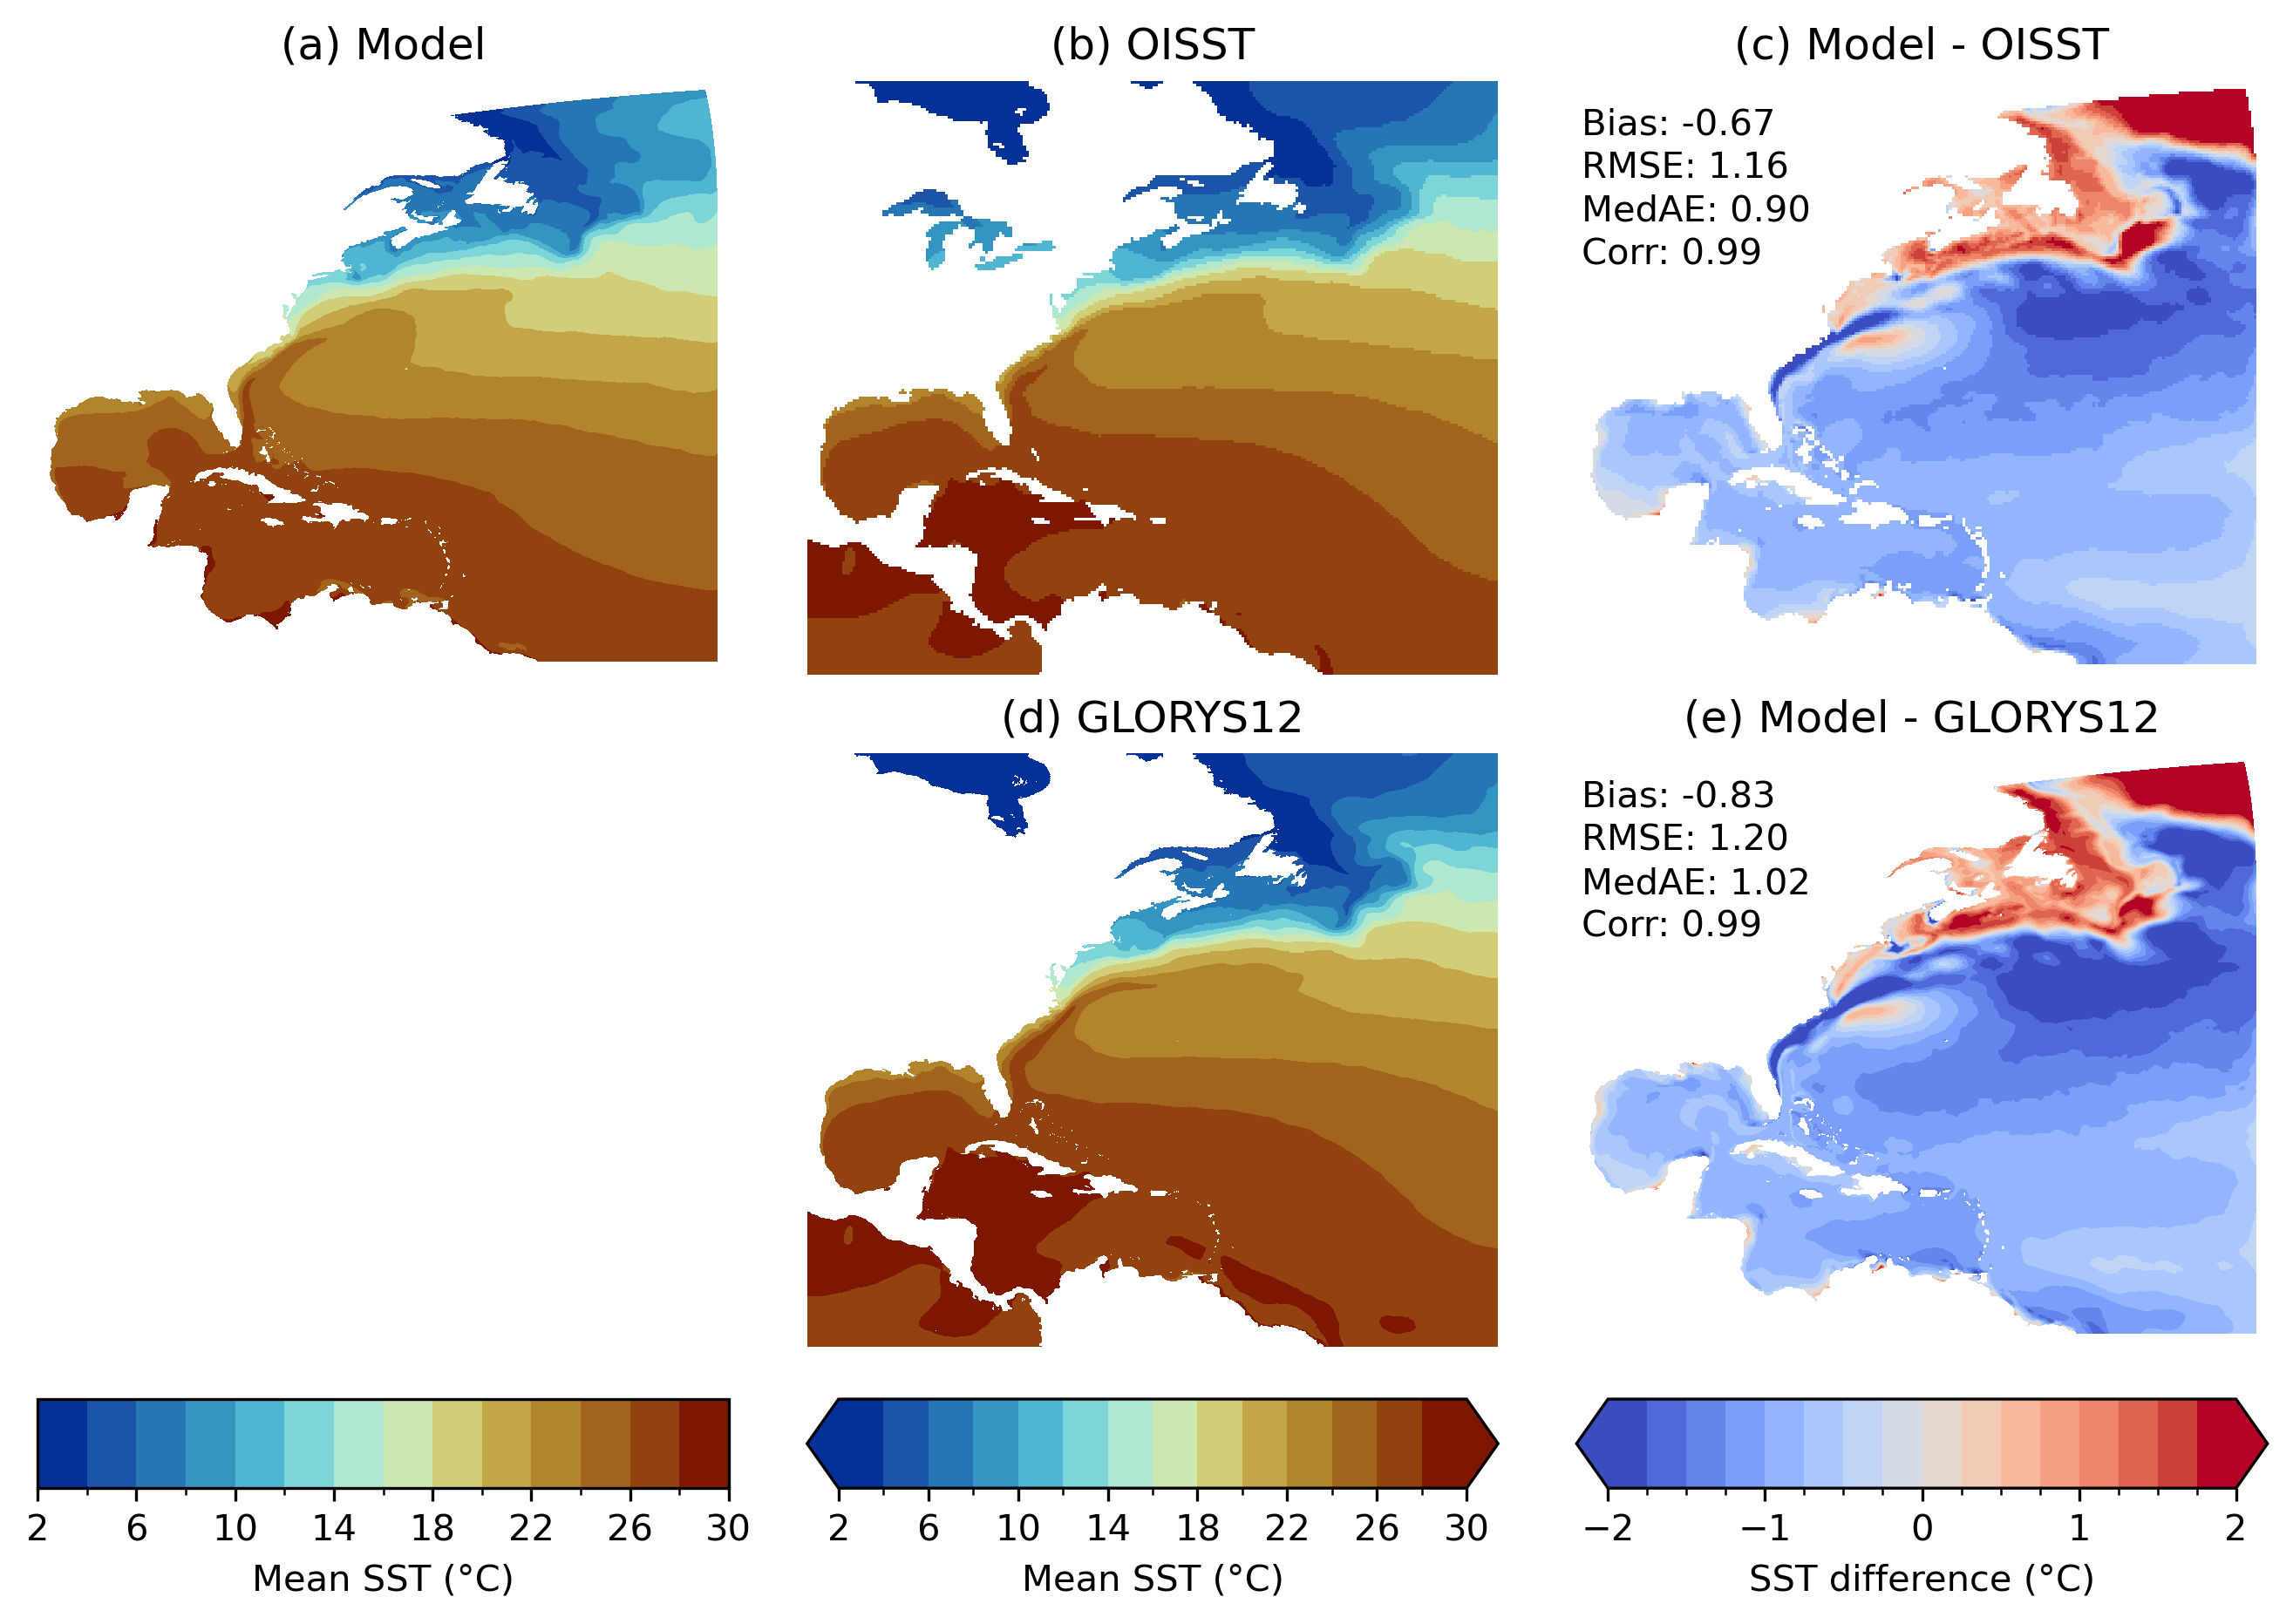 (a) Model
(b) OISST
(c) Model - OISST
Bias: -0.67
RMSE: 1.16
MedAE: 0.90
Corr: 0.99
(d) GLORYS12
(e) Model - GLORYS12
Bias: -0.83
RMSE: 1.20
MedAE: 1.02
Corr: 0.99
2 6 10 14 18 22 26 30
Mean SST (°C)
2 6 10 14 18 22 26 30
Mean SST (°C)
−2 −1 0 1 2
SST difference (°C)